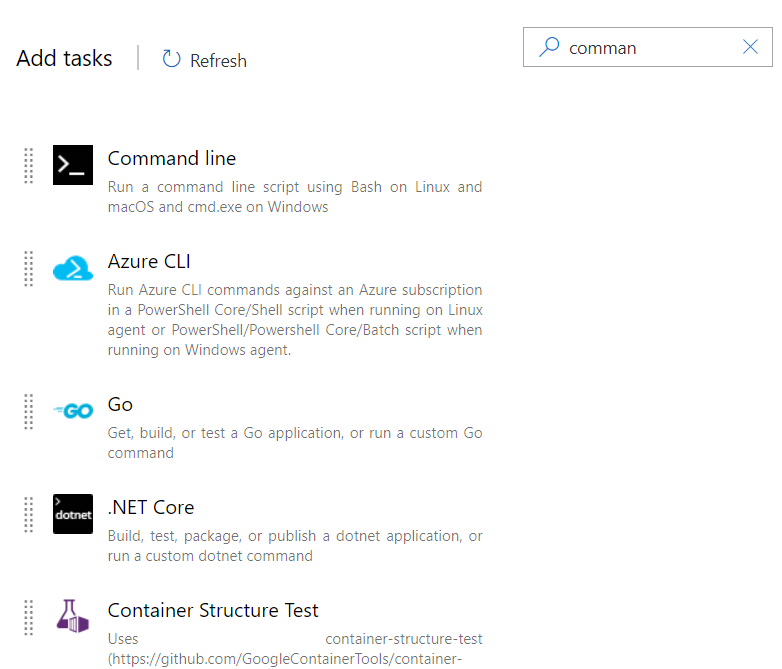 Add tasks
Refresh
comman
Command line
Run a command line script using Bash on Linux and
macOS and cmd.exe on Windows
Azure CLI
Run Azure CLI commands against an Azure subscription
in a PowerShell Core/Shell script when running on Linux
agent or PowerShell/Powershell Core/Batch script when
running on Windows agent.
GO
Go
Get, build, or test a Go application, or run a custom Go
command
dotnet
.NET Core
Build, test, package, or publish a dotnet application, or
run a custom dotnet command
Container Structure Test
Uses container-structure-test
(https://github.com/GoogleContainerTools/container-